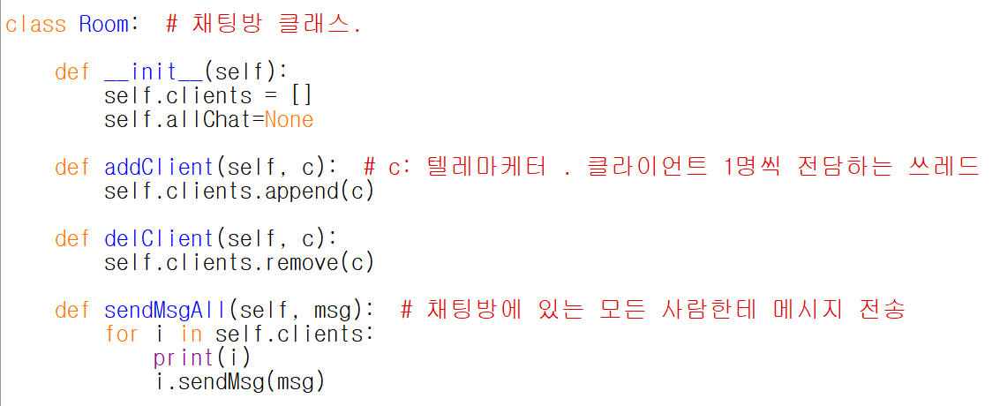 class Room:  # 채팅방 클래스.
    def __init__(self):
        self.clients = []
        self.allChat=None
    def addClient(self, c):  # c: 텔레마케터 . 클라이언트 1명씩 전담하는 쓰레드
        self.clients.append(c)
    def delClient(self, c):
        self.clients.remove(c)
    def sendMsgAll(self, msg):  # 채팅방에 있는 모든 사람한테 메시지 전송
        for i in self.clients:
            print(i)
            i.sendMsg(msg)